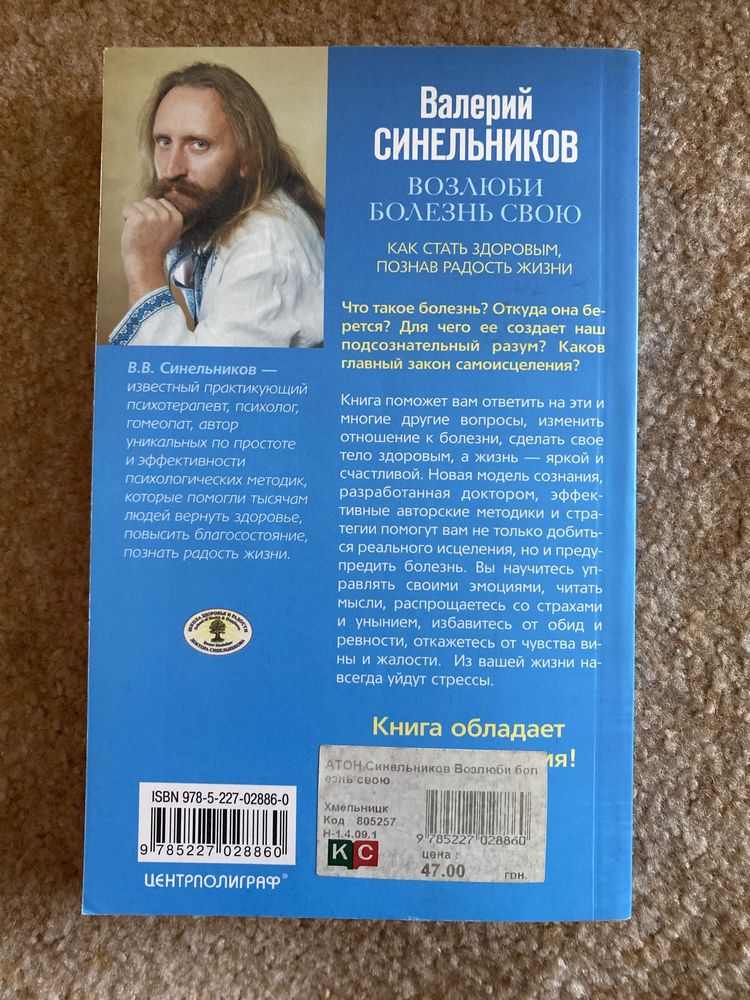 Валерий
СИНЕЛЬНИКОВ
ВОЗЛЮБИ
БОЛЕЗНЬ СВОЮ
КАК СТАТЬ ЗДОРОВЫМ,
ПОЗНАВ РАДОСТЬ ЖИЗНИ
Что такое болезнь? Откуда она бе-
рется? Для чего ее создает наш
подсознательный разум? Каков
главный закон самоисцеления?
Книга поможет вам ответить на эти и
многие другие вопросы, изменить
отношение к болезни, сделать свое
тело здоровым, а жизнь — яркой и
счастливой. Новая модель сознания,
разработанная доктором, эффек-
тивные авторские методики и стра-
тегии помогут вам не только добить-
ся реального исцеления, но и преду-
предить болезнь. Вы научитесь уп-
равлять своими эмоциями, читать
мысли, распрощаетесь со страхами
и унынием, избавитесь от обид и
ревности, откажетесь от чувства ви-
ны и жалости. Из вашей жизни на-
всегда уйдут стрессы.
Книга обладает
ия!
В.В. Синельников —
известный практикующий
психотерапевт, психолог,
гомеопат, автор
уникальных по простоте
и эффективности
психологических методик,
которые помогли тысячам
людей вернуть здоровье,
повысить благосостояние,
познать радость жизни.
ШКОЛА ЗДОРОВЬЯ И РАДОСТИ
ДОКТОРА СИНЕЛЬНИКОВА
ISBN 978-5-227-02886-0
9 785227 028860
ЦЕНТРПОЛИГРАФ®
АТОН Синельников Возлюби бол
езнь свою
Хмельницк
Код 805257
Н-1.4.09.1
КС
9 785227 028860
цена :
47.00 грн.